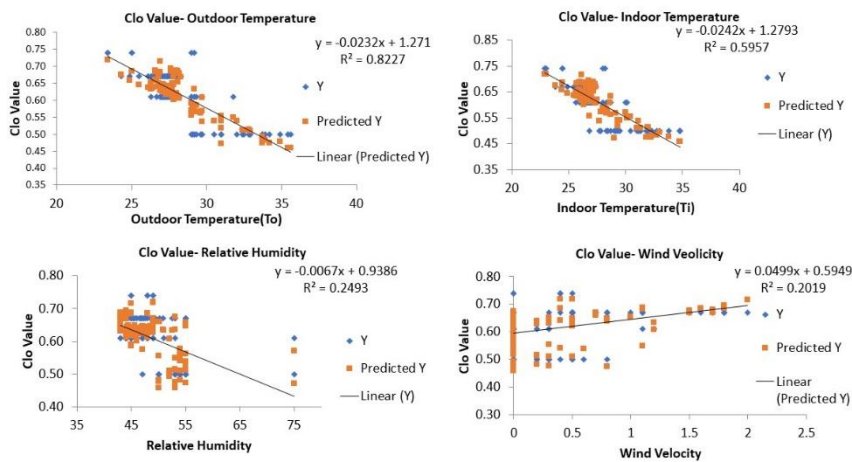 Clo Value- Outdoor Temperature
y = -0.0232x + 1.271
R² = 0.8227
0.80
0.75
0.70
0.65
0.60
0.55
0.50
0.45
0.40
0.35
Clo Value
Y
Predicted Y
Linear (Predicted Y)
20 25 30 35 40
Outdoor Temperature(To)
Clo Value- Indoor Temperature
y = -0.0242x + 1.2793
R² = 0.5957
0.85
0.75
0.65
0.55
0.45
0.35
Clo Value
Y
Predicted Y
Linear (Y)
20 25 30 35 40
Indoor Temperature(Ti)
Clo Value- Relative Humidity
y = -0.0067x + 0.9386
R² = 0.2493
0.80
0.70
0.60
0.50
0.40
Clo Value
Y
Predicted Y
Linear (Y)
35 45 55 65 75
Relative Humidity
Clo Value- Wind Veolicity
y = 0.0499x + 0.5949
R² = 0.2019
0.80
0.70
0.60
0.50
0.40
0.30
Clo Value
Y
Predicted Y
Linear
(Predicted Y)
0 0.5 1 1.5 2 2.5
Wind Velocity